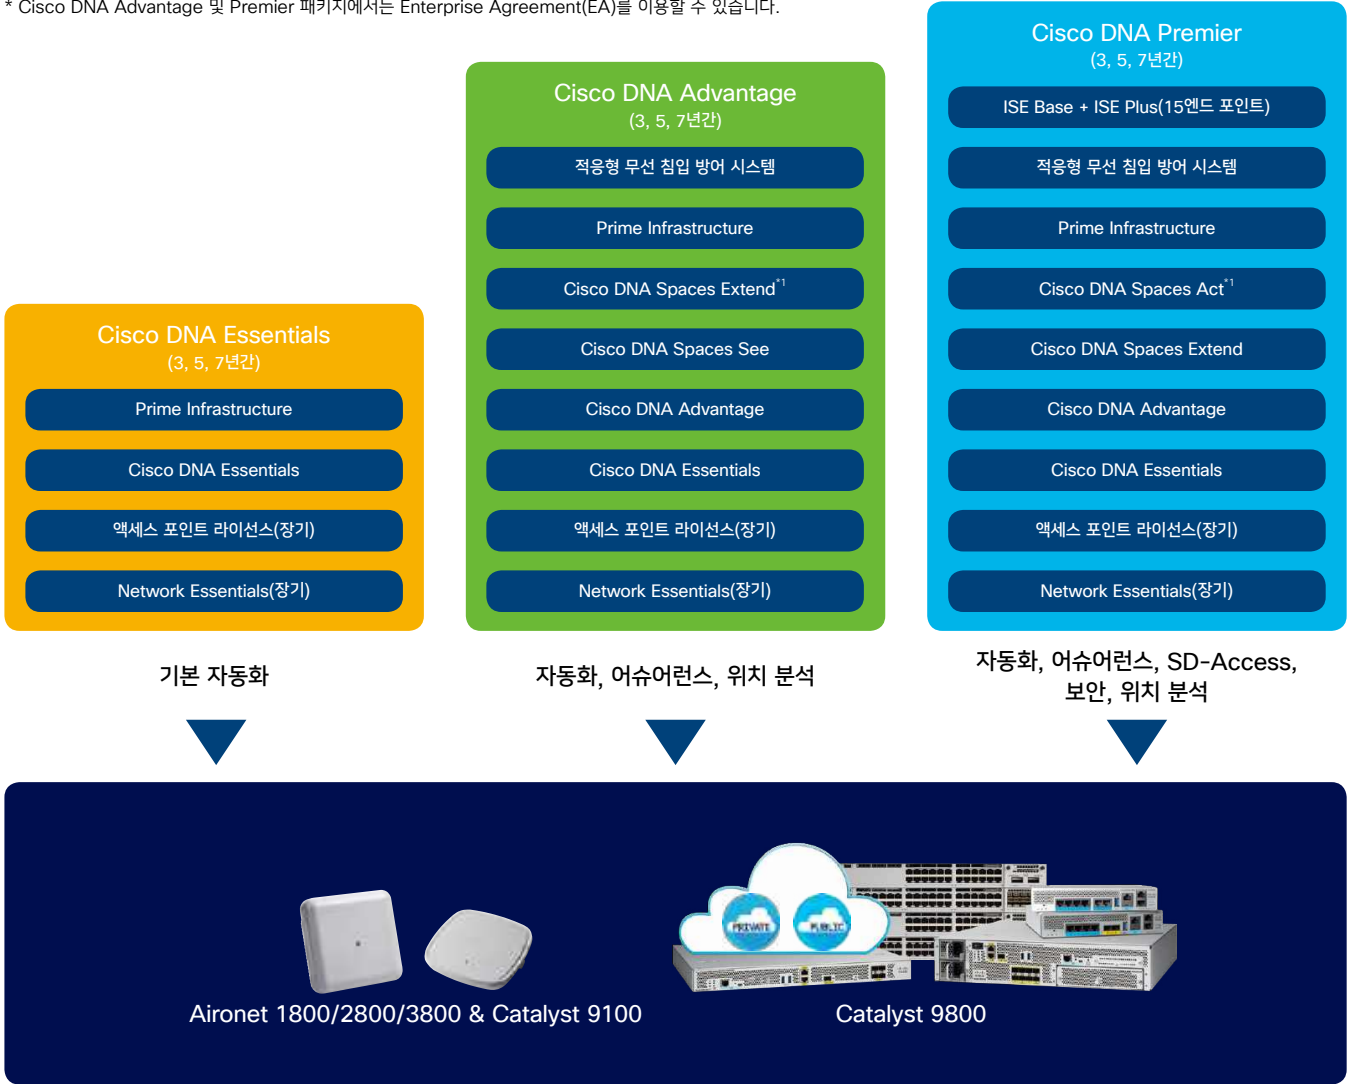 * Cisco DNA Advantage 및 Premier 패키지에서는 Enterprise Agreement(EA)를 이용할 수 있습니다.
Cisco DNA Essentials
(3, 5, 7년간)
Prime Infrastructure
Cisco DNA Essentials
액세스 포인트 라이선스(장기)
Network Essentials(장기)
기본 자동화
Cisco DNA Advantage
(3, 5, 7년간)
적응형 무선 침입 방어 시스템
Prime Infrastructure
Cisco DNA Spaces Extend*1
Cisco DNA Spaces See
Cisco DNA Advantage
Cisco DNA Essentials
액세스 포인트 라이선스(장기)
Network Essentials(장기)
자동화, 어슈어런스, 위치 분석
Cisco DNA Premier
(3, 5, 7년간)
ISE Base + ISE Plus(15엔드 포인트)
적응형 무선 침입 방어 시스템
Prime Infrastructure
Cisco DNA Spaces Act*1
Cisco DNA Spaces Extend
Cisco DNA Advantage
Cisco DNA Essentials
액세스 포인트 라이선스(장기)
Network Essentials(장기)
자동화, 어슈어런스, SD-Access,
보안, 위치 분석
PRIVATE
PUBLIC
Aironet 1800/2800/3800 & Catalyst 9100
Catalyst 9800